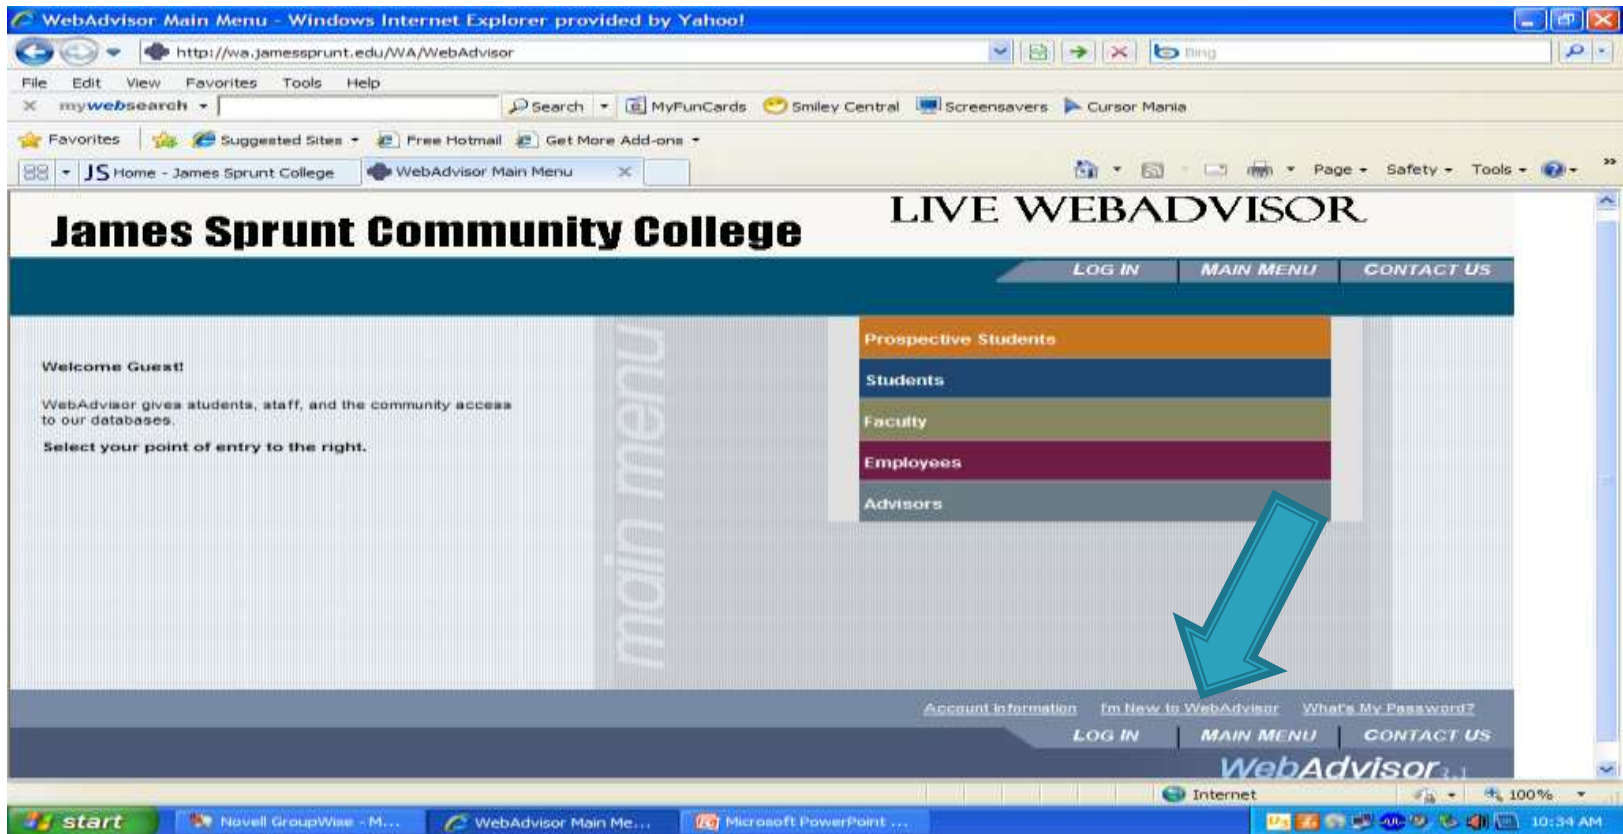 WebAdvisor Main Menu - Windows Internet Explorer provided by Yahoo!
http://wa.jamessprunt.edu/WA/WebAdvisor
Bing
File Edit View Favorites Tools Help
mywebsearch Search MyFunCards Smiley Central Screensavers Cursor Mania
Favorites Suggested Sites Free Hotmail Get More Add-ons
JS Home - James Sprunt College WebAdvisor Main Menu Page Safety Tools
James Sprunt Community College
LIVE WEBADVISOR
LOG IN MAIN MENU CONTACT US
main menu
Welcome Guest!
WebAdvisor gives students, staff, and the community access
to our databases.
Select your point of entry to the right.
Prospective Students
Students
Faculty
Employees
Advisors
Account Information I'm New to WebAdvisor What's My Password?
LOG IN MAIN MENU CONTACT US
WebAdvisor 3.1
Internet 100%
start Novell GroupWise - M... WebAdvisor Main Me... Microsoft PowerPoint ... 10:34 AM